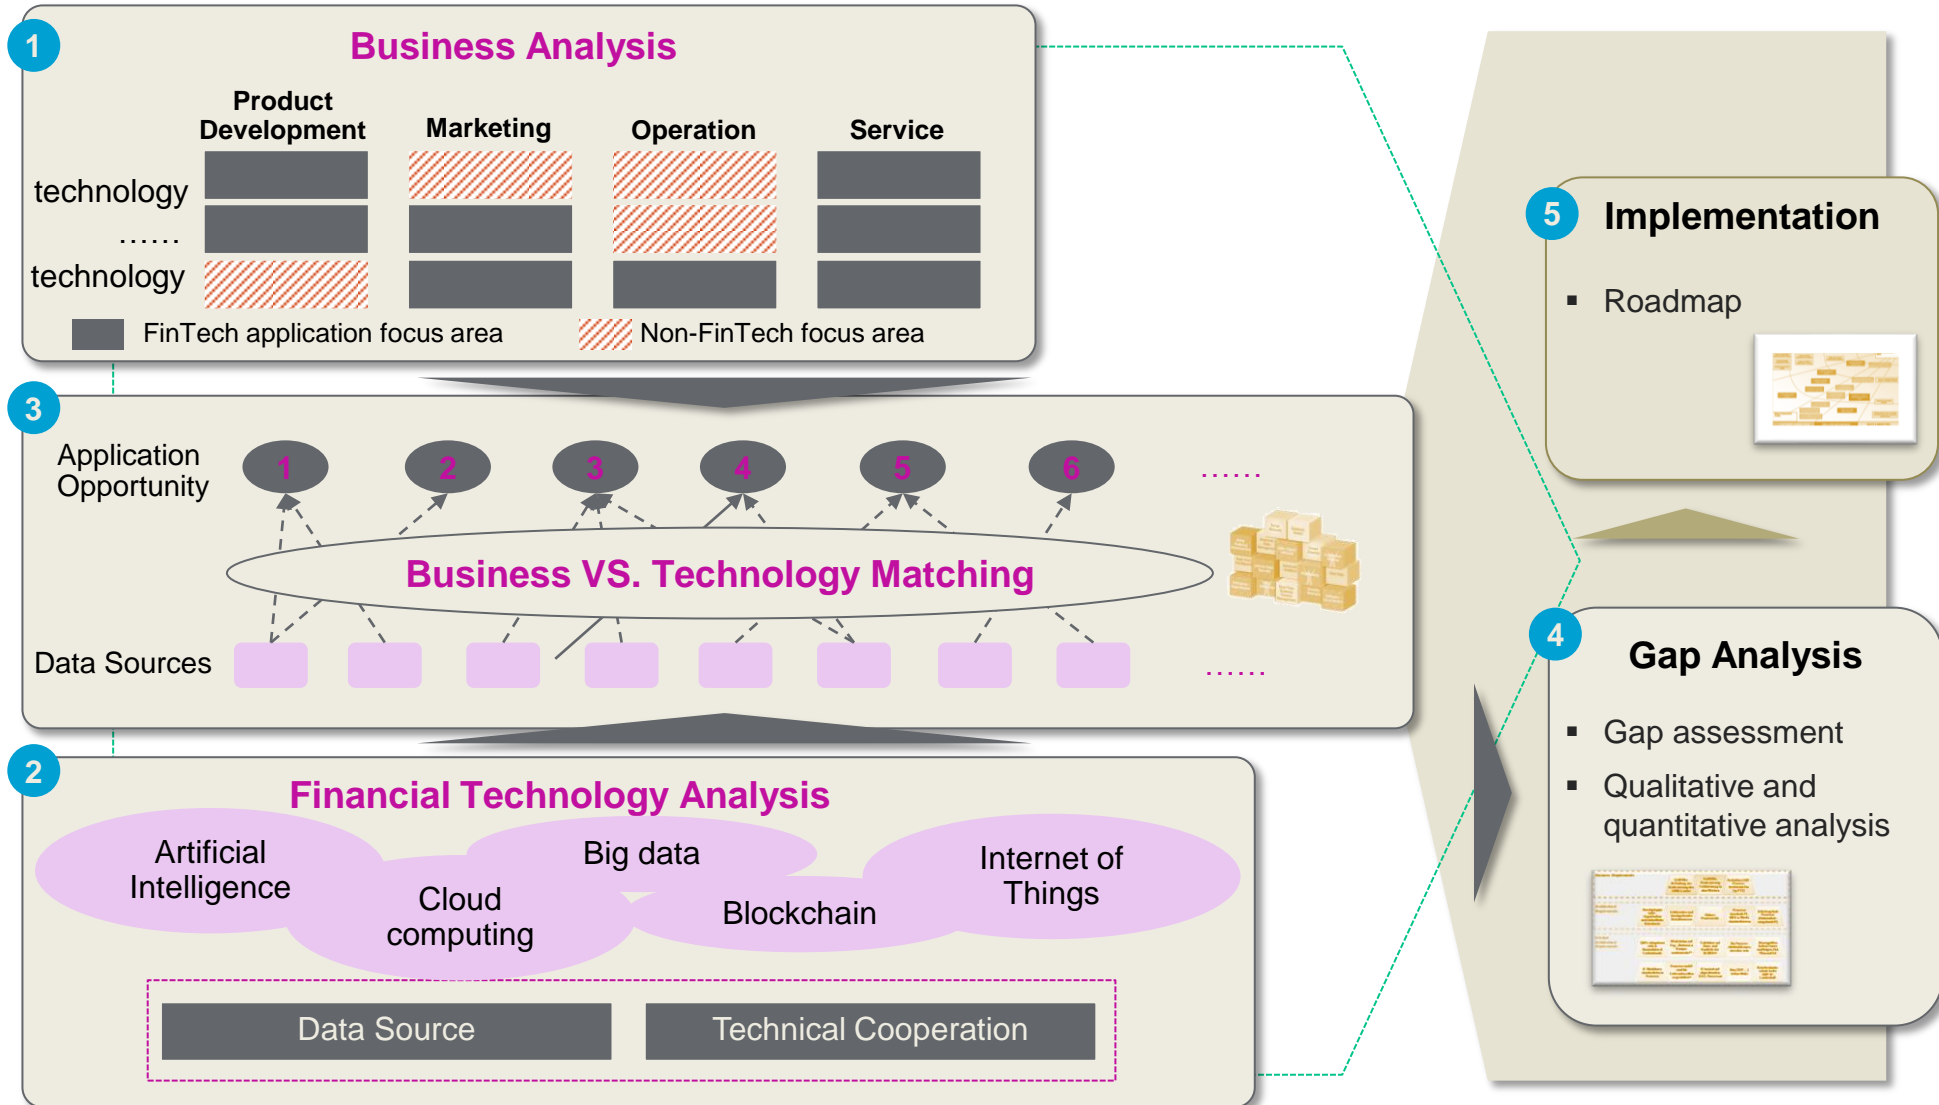 1
Business Analysis
Product
Development
Marketing
Operation
Service
technology
......
technology
FinTech application focus area
Non-FinTech focus area
3
Application
Opportunity
1
2
3
4
5
6
......
Business VS. Technology Matching
Data Sources
......
2
Financial Technology Analysis
Artificial
Intelligence
Cloud
computing
Big data
Blockchain
Internet of
Things
Data Source
Technical Cooperation
5
Implementation
▪ Roadmap
4
Gap Analysis
▪ Gap assessment
▪ Qualitative and
quantitative analysis